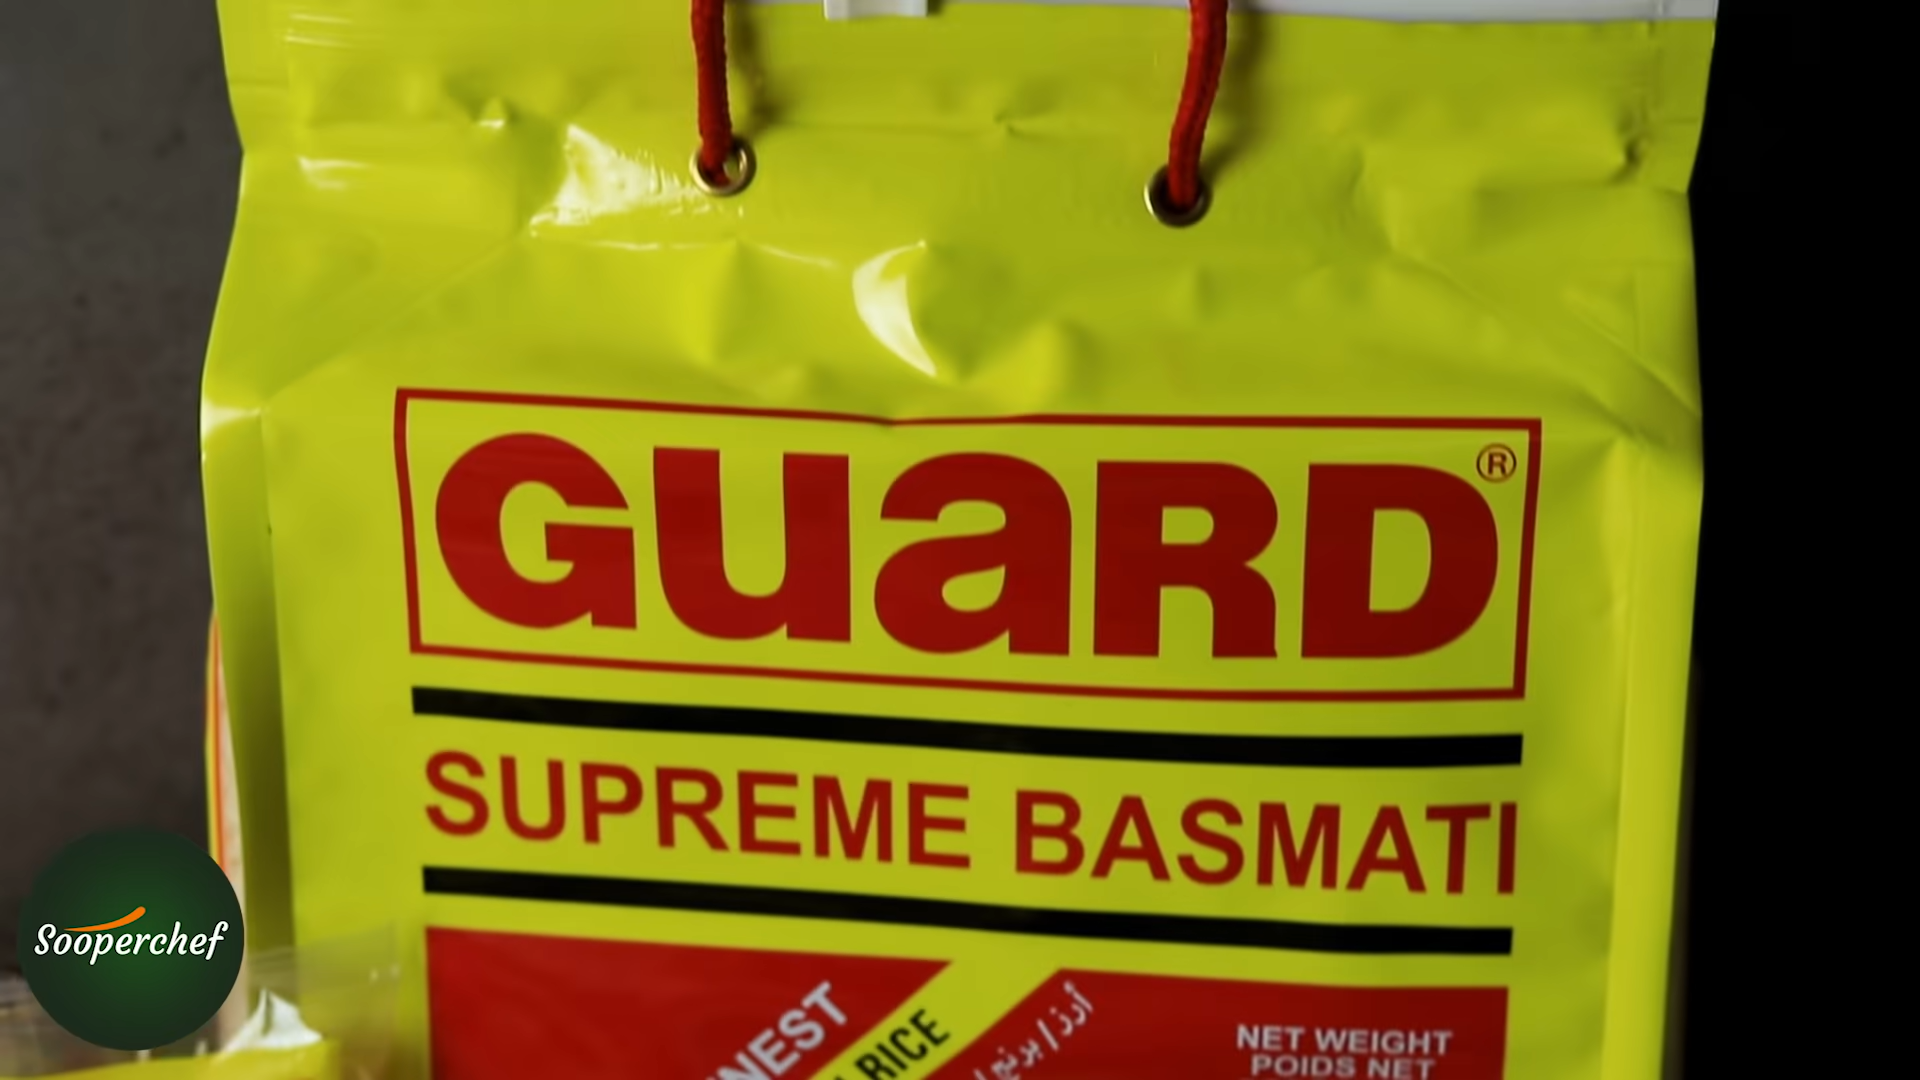 GUARD®
SUPREME BASMATI
RICE
أرز / برنج /
NET WEIGHT
POIDS NET
Sooperchef